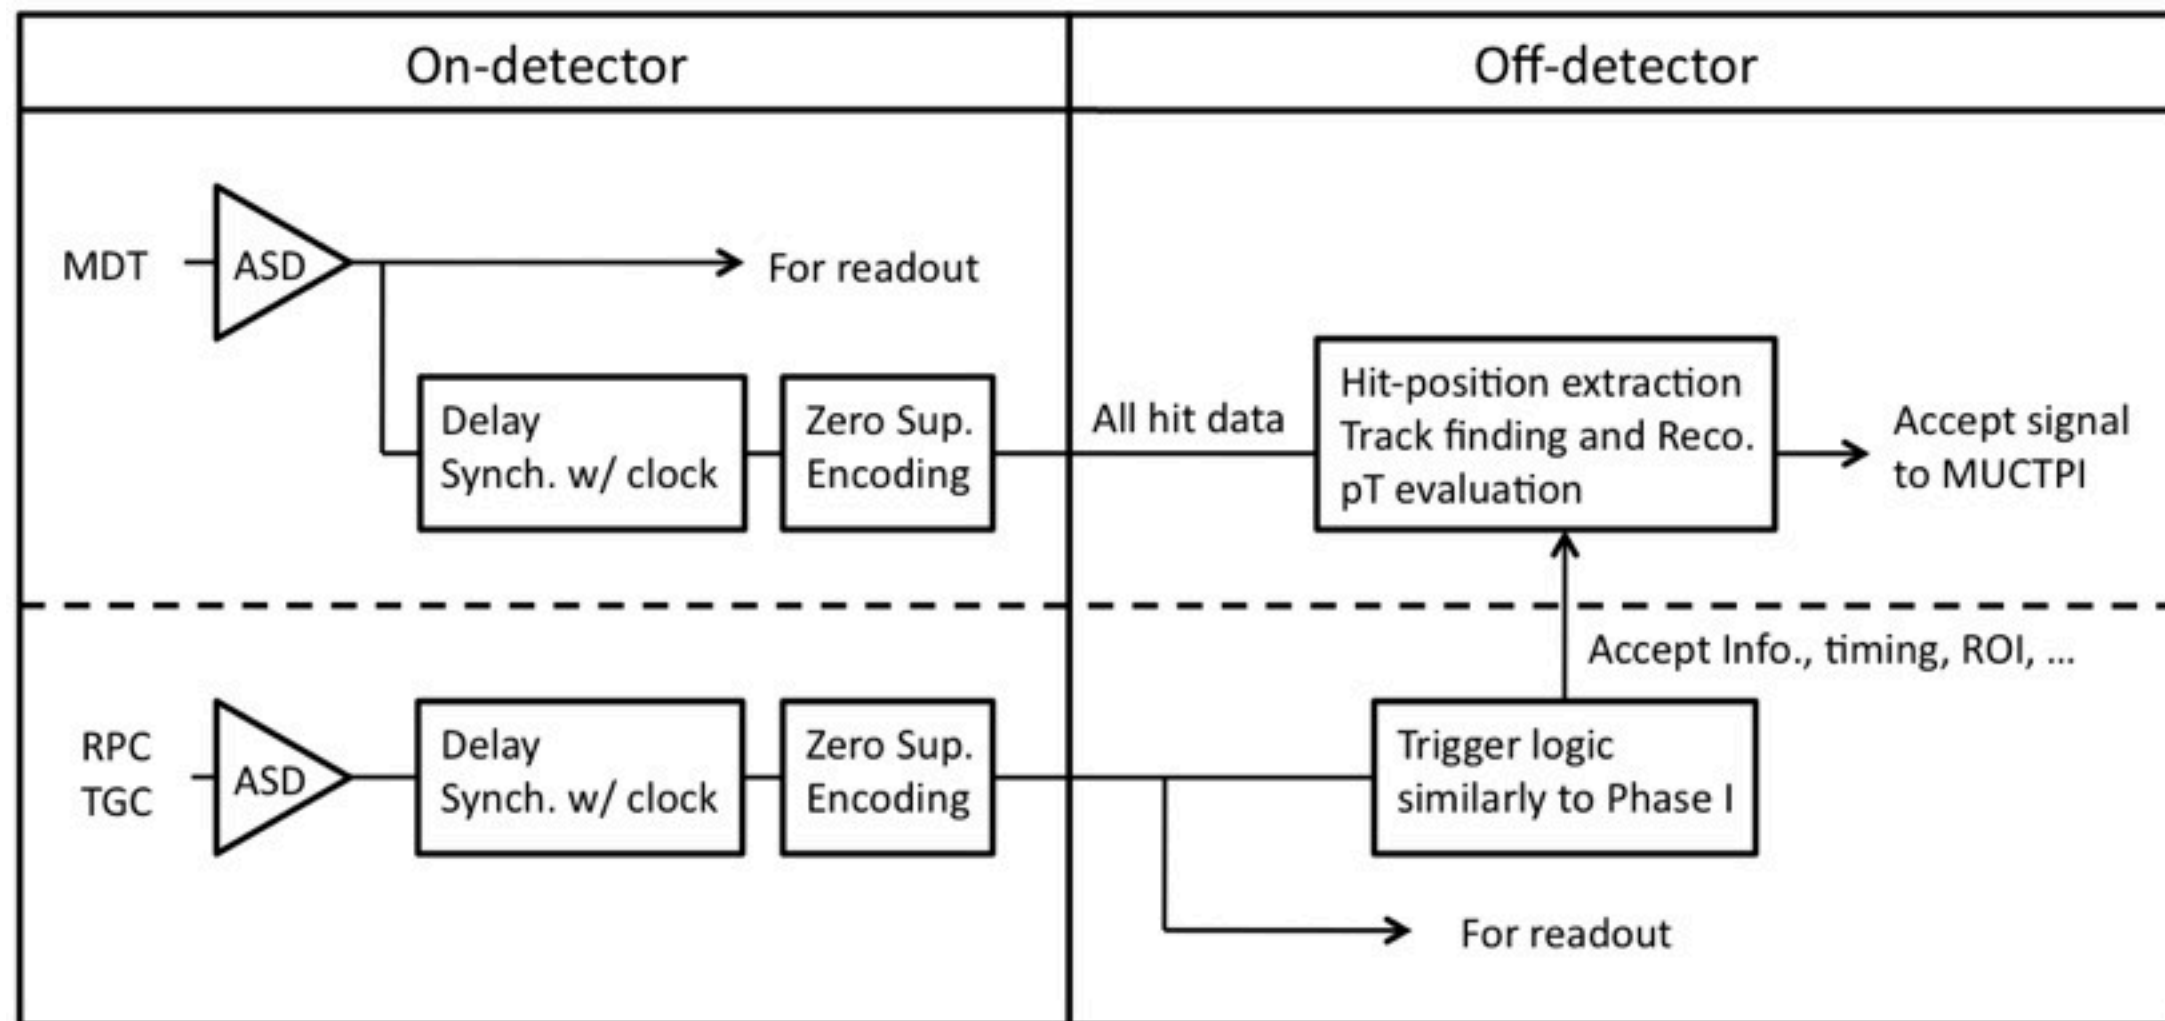 On-detector
Off-detector
MDT
ASD
For readout
Delay
Synch. w/ clock
Zero Sup.
Encoding
All hit data
Hit-position extraction
Track finding and Reco.
pT evaluation
Accept signal
to MUCTPI
Accept Info., timing, ROI, ...
RPC
TGC
ASD
Delay
Synch. w/ clock
Zero Sup.
Encoding
Trigger logic
similarly to Phase I
For readout